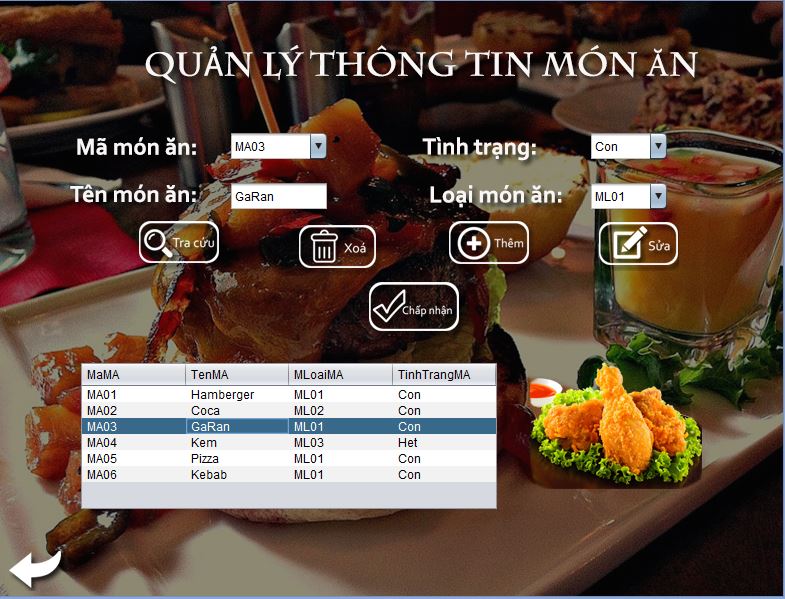 QUẢN LÝ THÔNG TIN MÓN ĂN
Mã món ăn: MA03 Tình trạng: Con
Tên món ăn: GaRan Loại món ăn: ML01
Tra cứu Xoá Thêm Sửa
Chấp nhận
MaMA TenMA MLoaiMA TinhTrangMA
MA01 Hamberger ML01 Con
MA02 Coca ML02 Con
MA03 GaRan ML01 Con
MA04 Kem ML03 Het
MA05 Pizza ML01 Con
MA06 Kebab ML01 Con